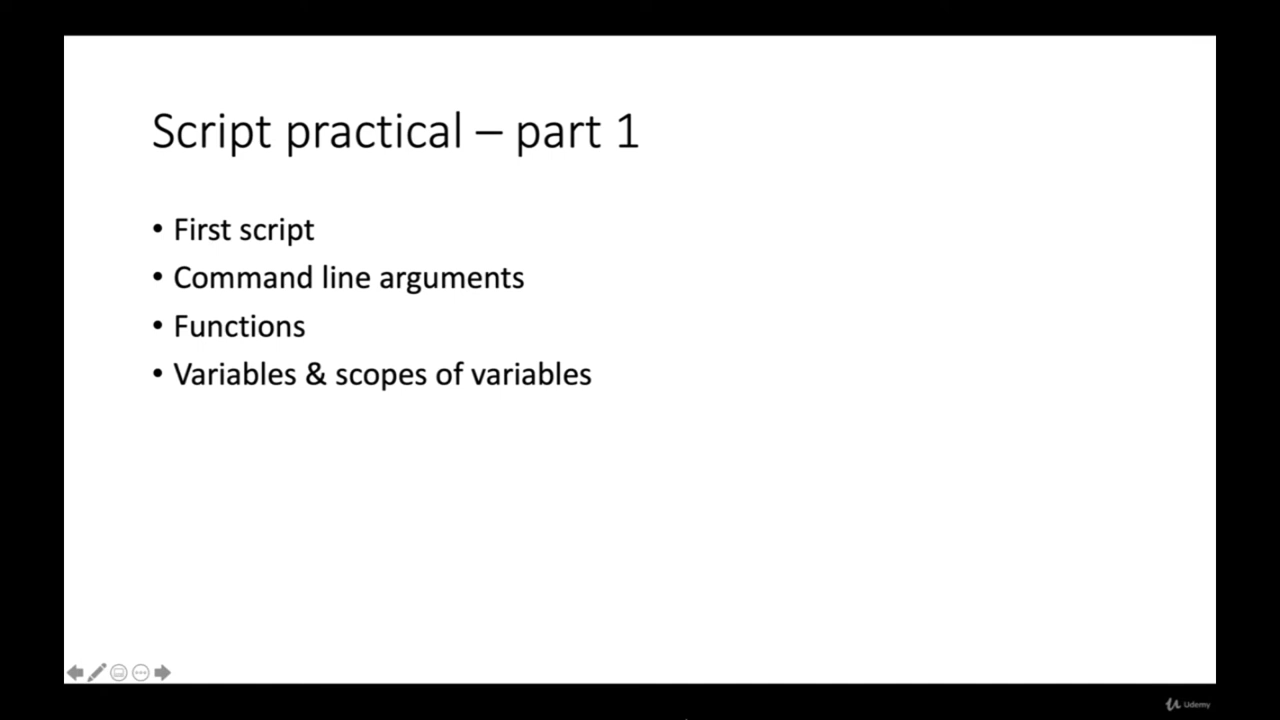 Script practical – part 1
• First script
• Command line arguments
• Functions
• Variables & scopes of variables
Udemy